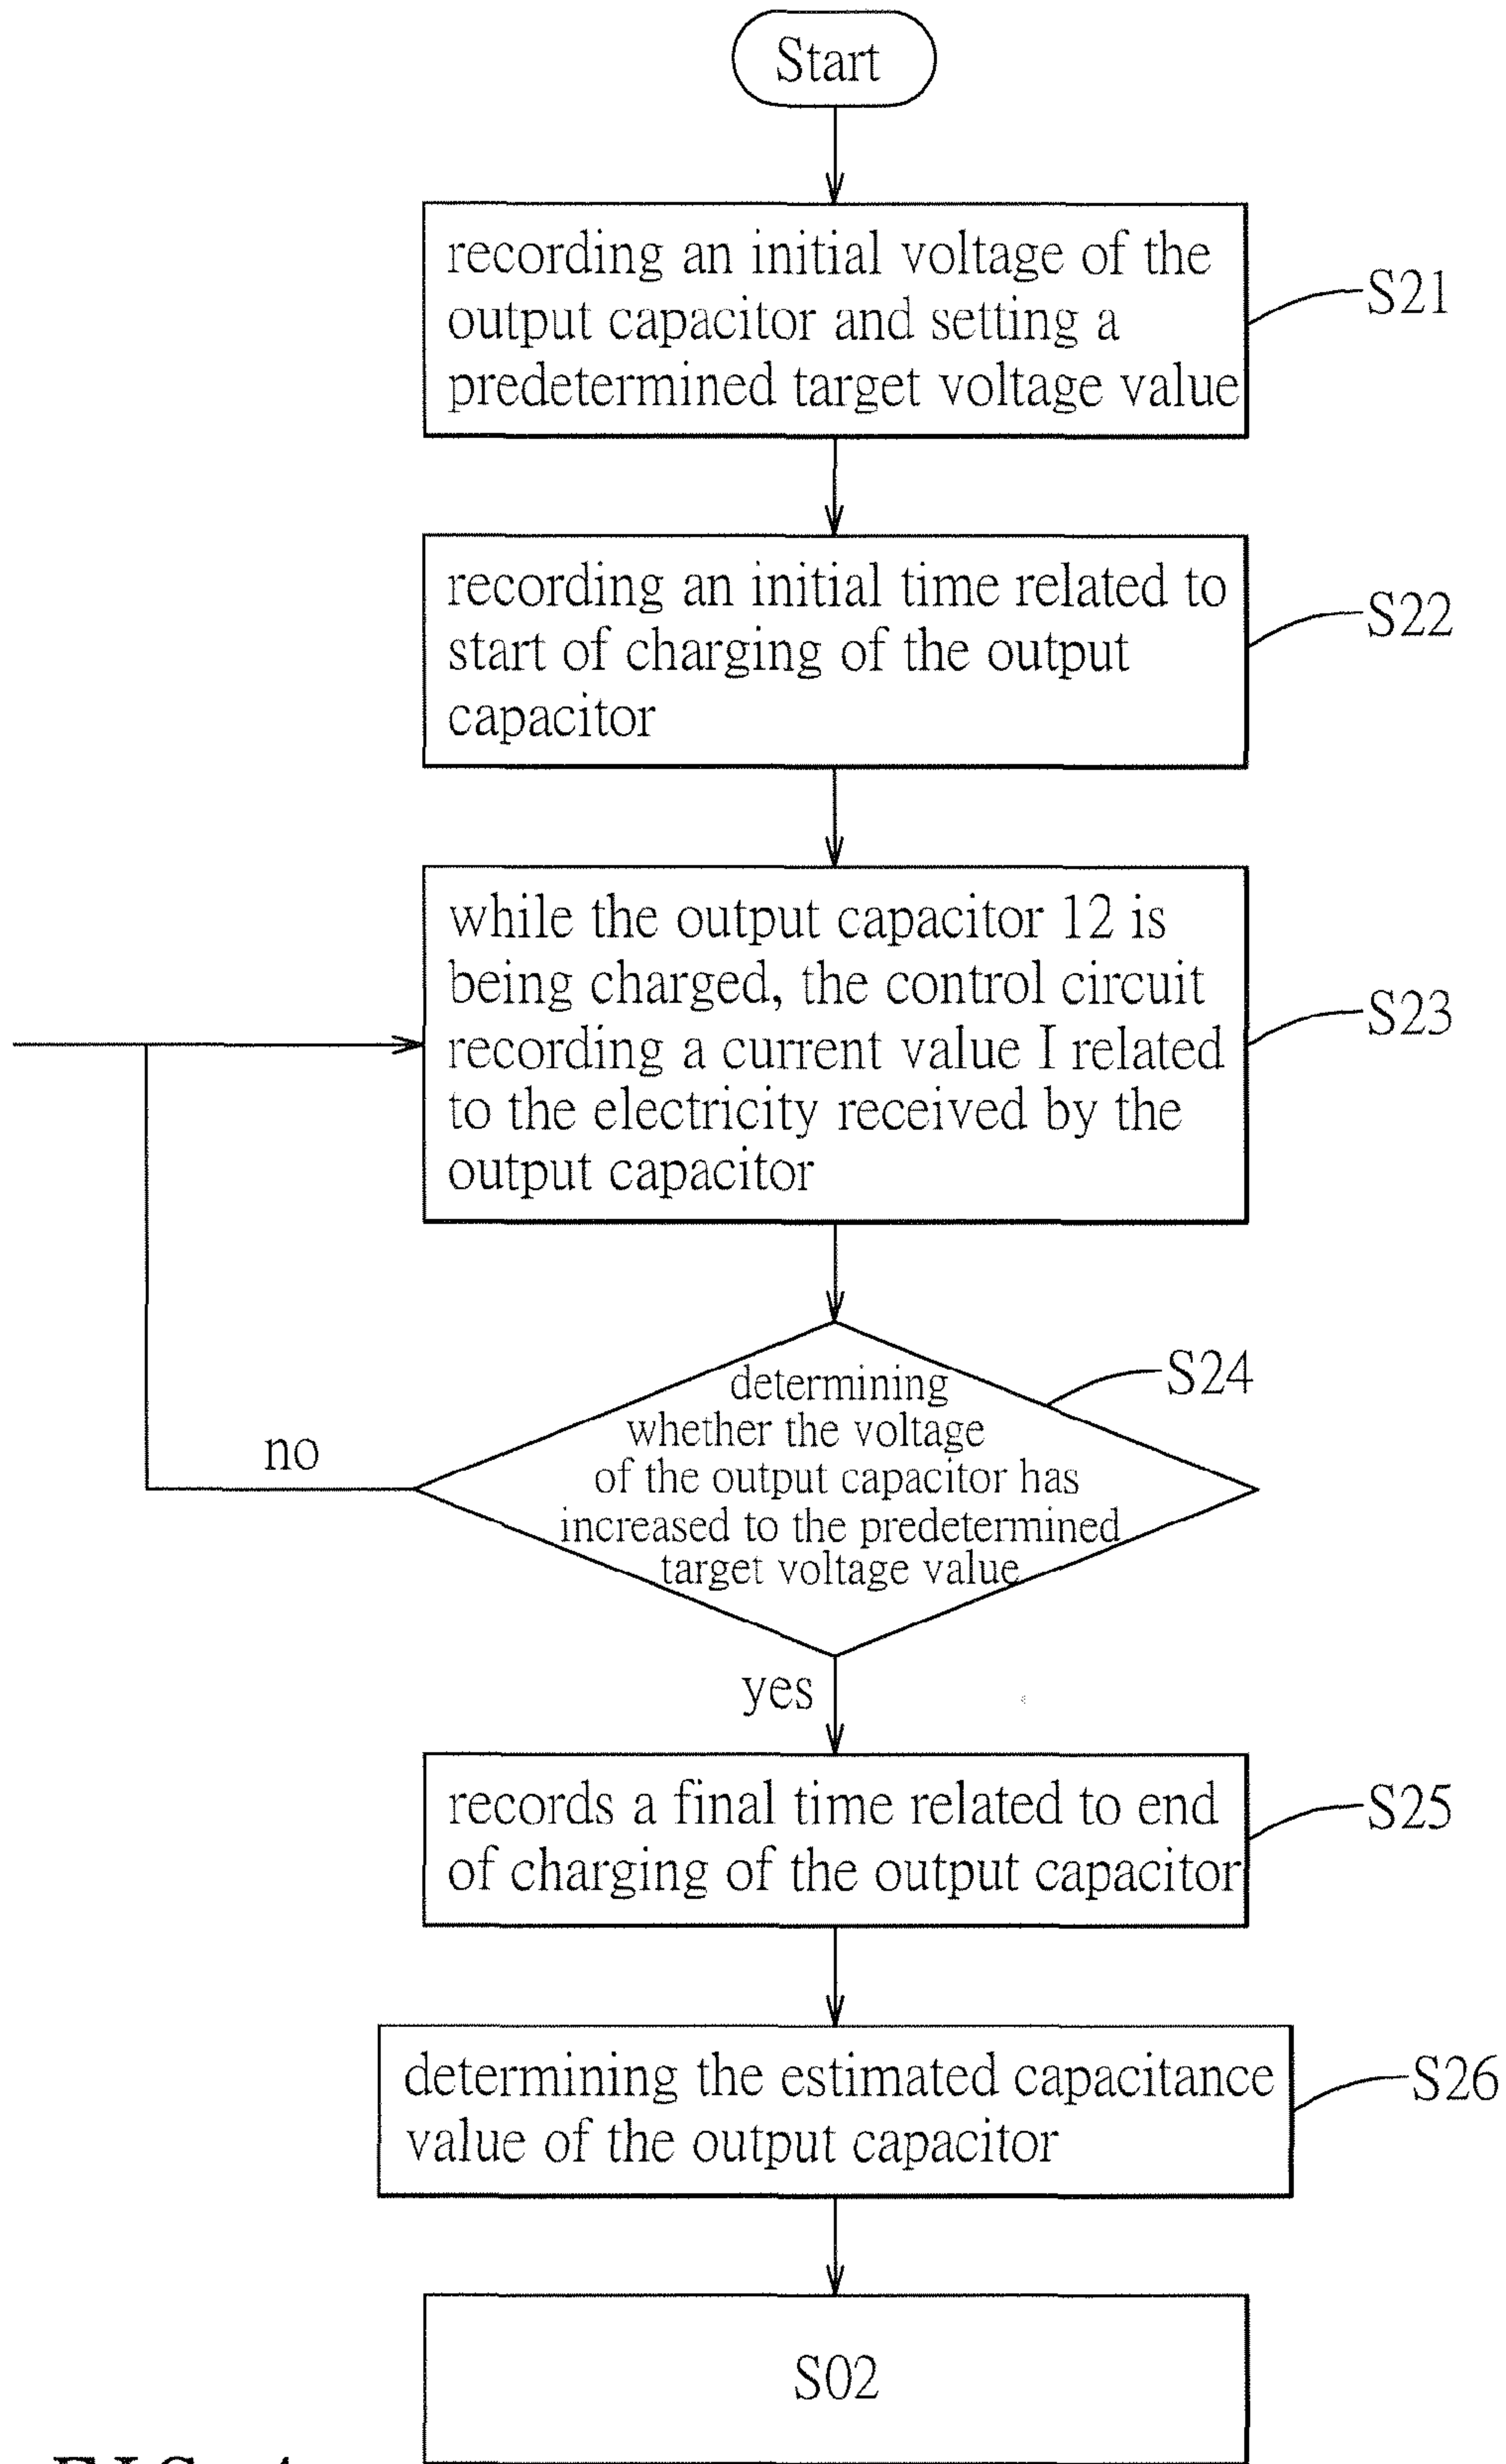 Start
recording an initial voltage of the
output capacitor and setting a
predetermined target voltage value
S21
recording an initial time related to
start of charging of the output
capacitor
S22
while the output capacitor 12 is
being charged, the control circuit
recording a current value I related
to the electricity received by the
output capacitor
S23
determining
whether the voltage
of the output capacitor has
increased to the predetermined
target voltage value
S24
no
yes
records a final time related to end
of charging of the output capacitor
S25
determining the estimated capacitance
value of the output capacitor
S26
S02